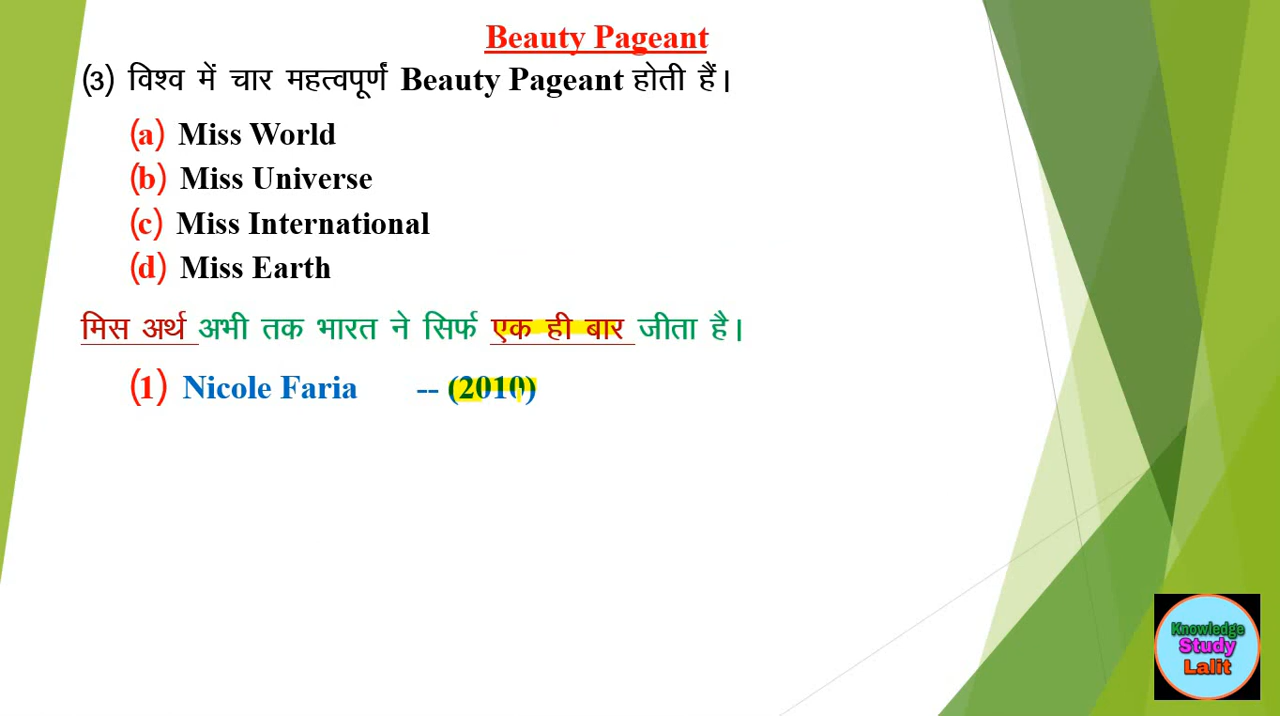 Beauty Pageant
(3) विश्व में चार महत्वपूर्णं Beauty Pageant होती हैं।
(a) Miss World
(b) Miss Universe
(c) Miss International
(d) Miss Earth
मिस अर्थ अभी तक भारत ने सिर्फ एक ही बार जीता है।
(1) Nicole Faria -- (2010)
Knowledge
Study
Lalit